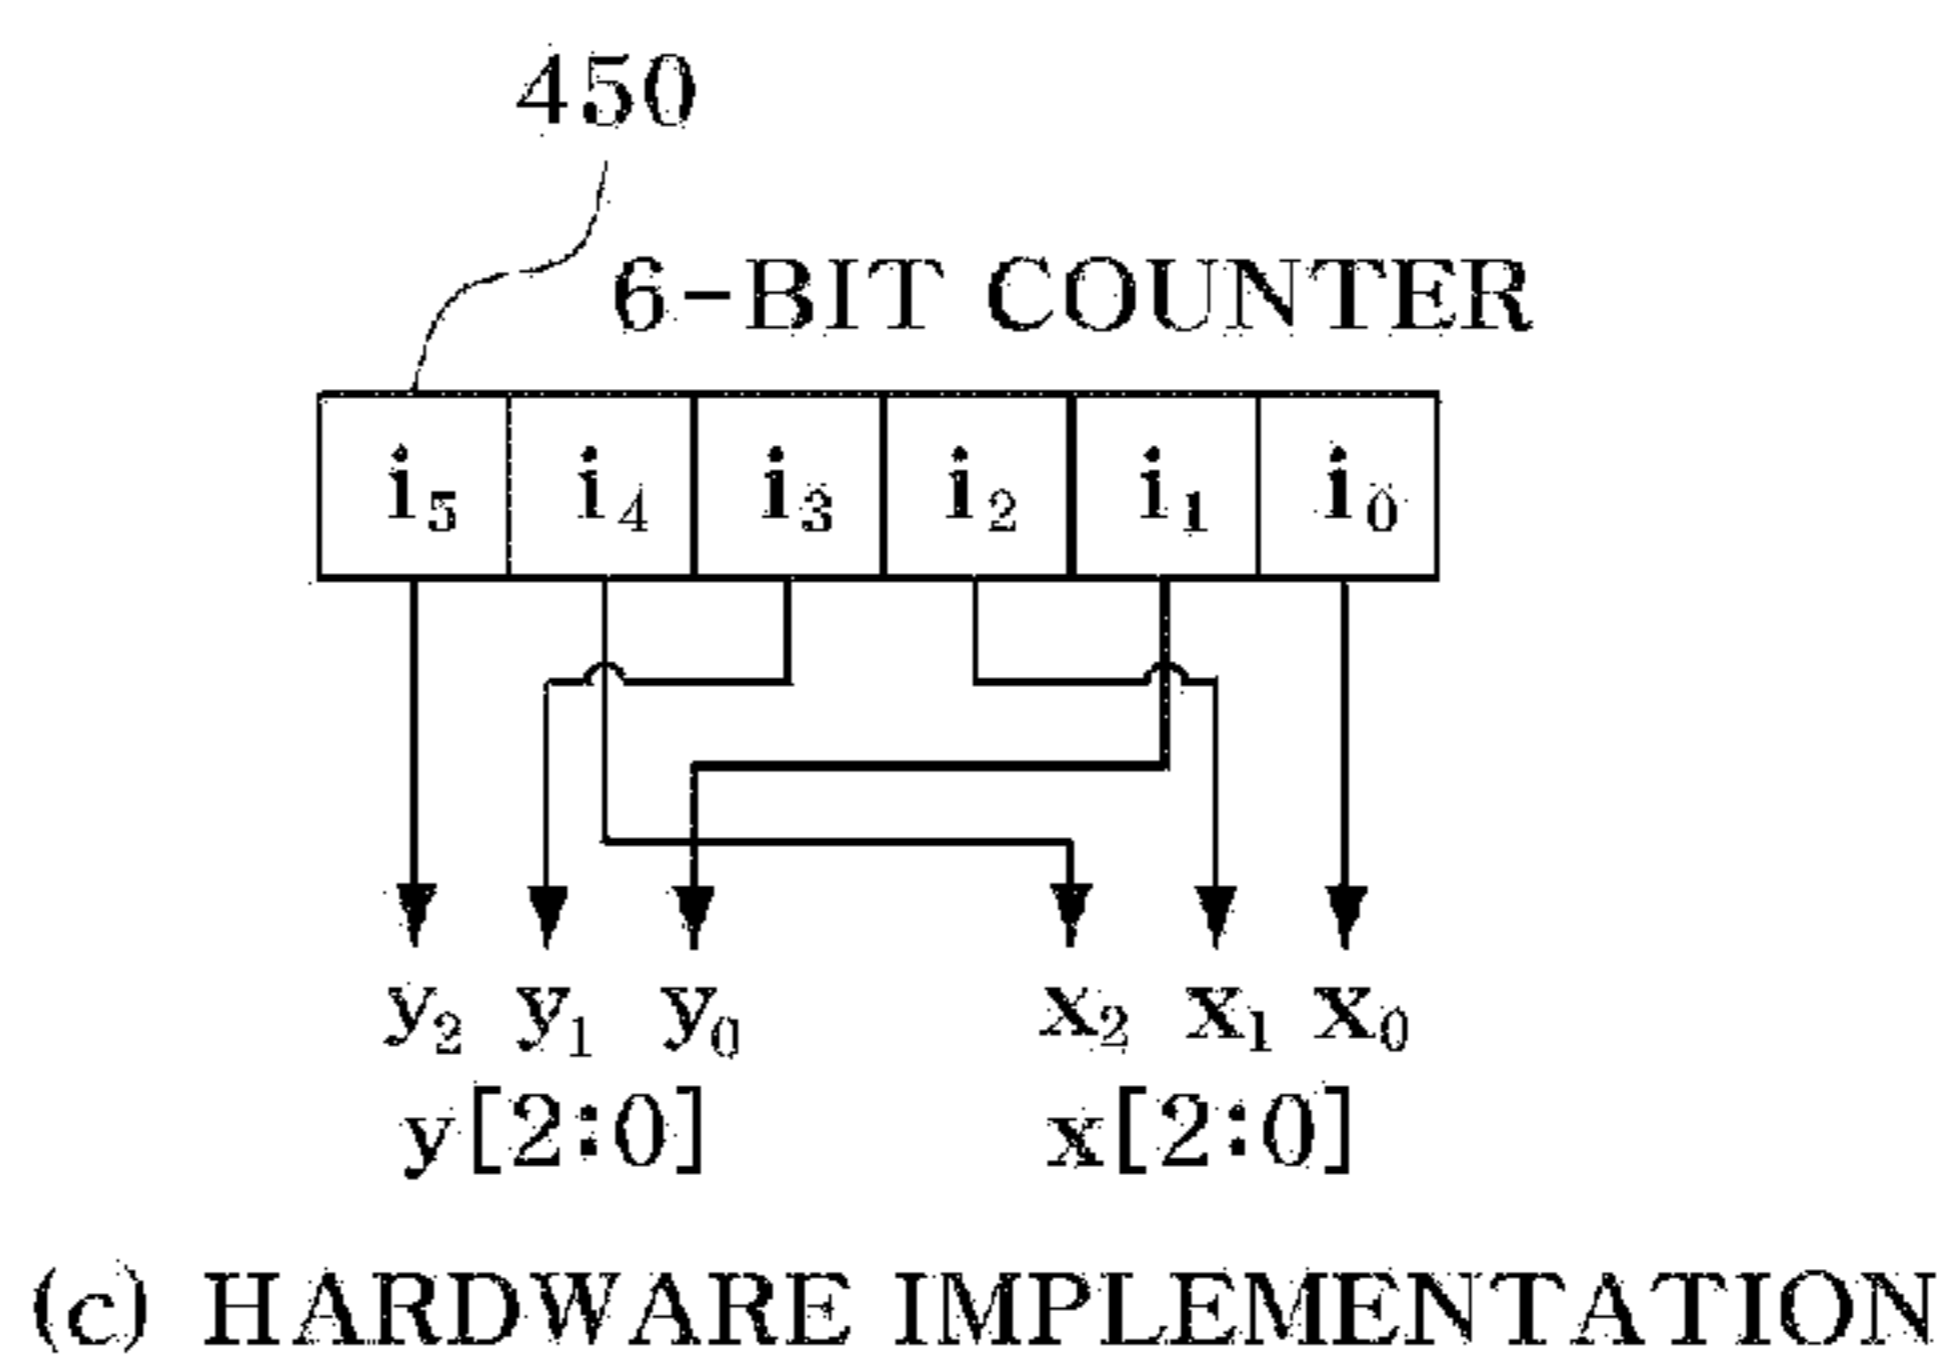 450
6-BIT COUNTER
i₅ i₄ i₃ i₂ i₁ i₀
y₂ y₁ y₀ x₂ x₁ x₀
y[2:0] x[2:0]
(c) HARDWARE IMPLEMENTATION